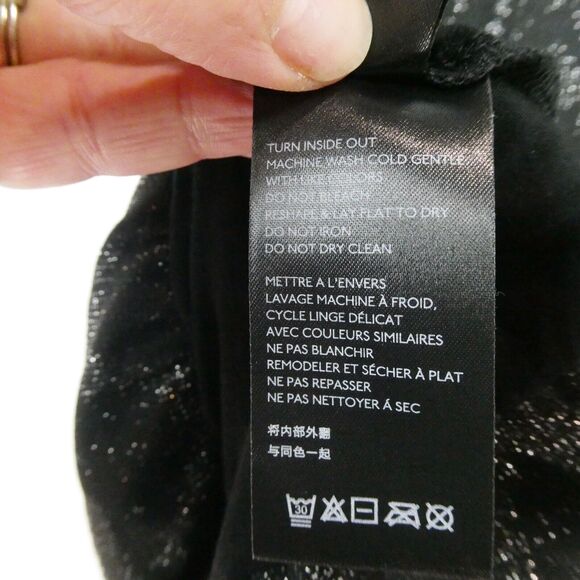 TURN INSIDE OUT
MACHINE WASH COLD GENTLE
WITH LIKE COLORS
DO NOT BLEACH
RESHAPE & LAY FLAT TO DRY
DO NOT IRON
DO NOT DRY CLEAN
METTRE A L'ENVERS
LAVAGE MACHINE À FROID,
CYCLE LINGE DÉLICAT
AVEC COULEURS SIMILAIRES
NE PAS BLANCHIR
REMODELER ET SÉCHER À PLAT
NE PAS REPASSER
NE PAS NETTOYER Á SEC
将内部外翻
与同色一起
30